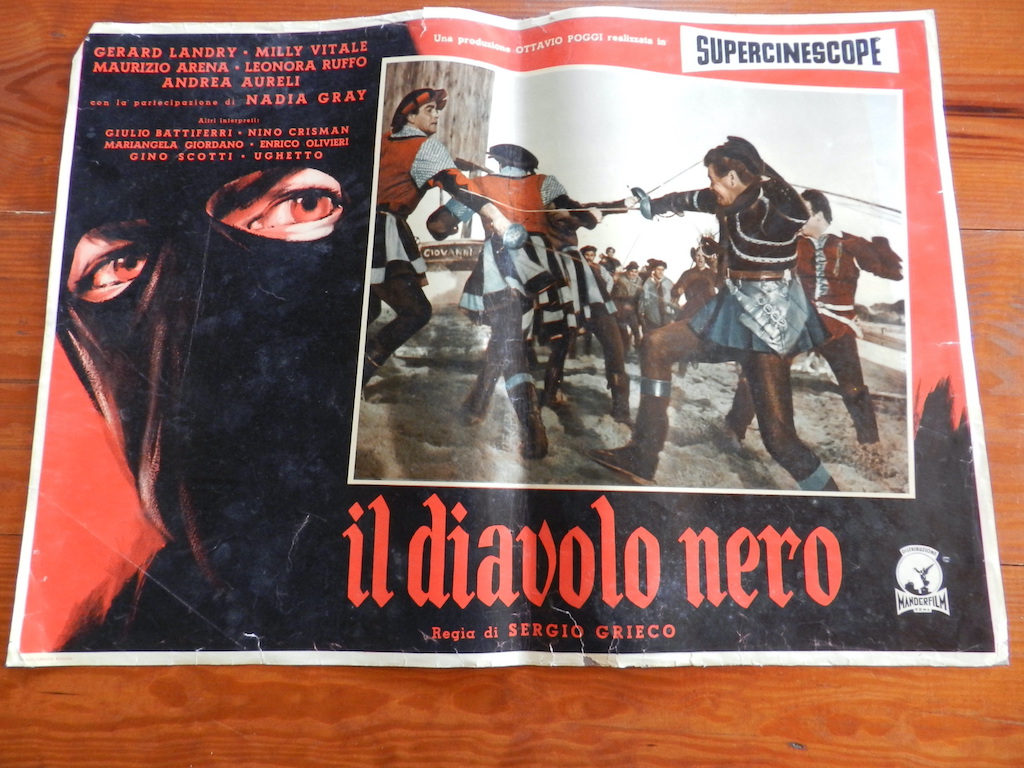 GERARD LANDRY · MILLY VITALE
MAURIZIO ARENA · LEONORA RUFFO
ANDREA AURELI
con la partecipazione di NADIA GRAY
Altri interpreti:
GIULIO BATTIFERRI · NINO CRISMAN
MARIANGELA GIORDANO · ENRICO OLIVIERI
GINO SCOTTI · UGHETTO
Una produzione OTTAVIO POGGI realizzata in
SUPERCINESCOPE
GIOVANNI
il diavolo nero
Regia di SERGIO GRIECO
MANDERFILM